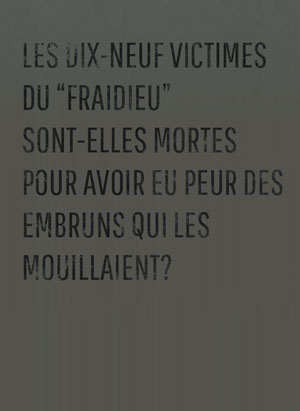 LES DIX-NEUF VICTIMES
DU “FRAIDIEU”
SONT-ELLES MORTES
POUR AVOIR EU PEUR DES
EMBRUNS QUI LES
MOUILLAIENT?